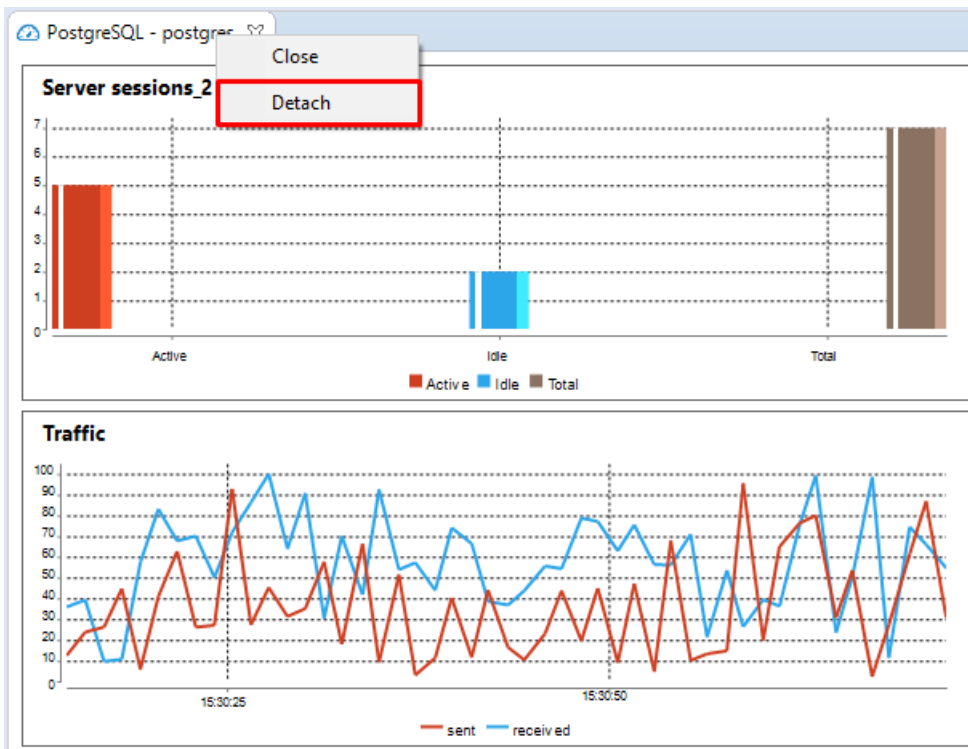 PostgreSQL - postgres
Close
Server sessions_2
Detach
7
6
5
4
3
2
1
0
Active Idle Total
Active Idle Total
Traffic
100
90
80
70
60
50
40
30
20
10
0
15:30:25 15:30:50
sent received